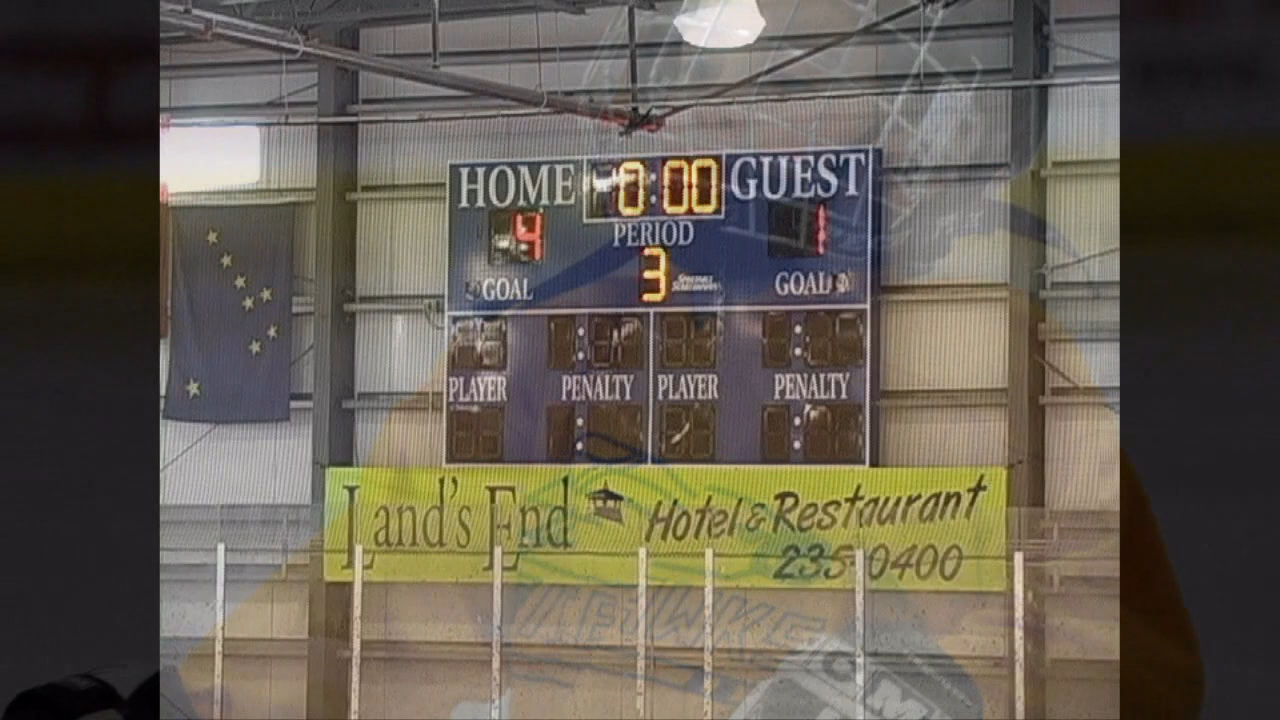 HOME 0:00 GUEST
4 PERIOD 1
GOAL 3 GOAL
PLAYER PENALTY PLAYER PENALTY
Land's End Hotel & Restaurant
235-0400